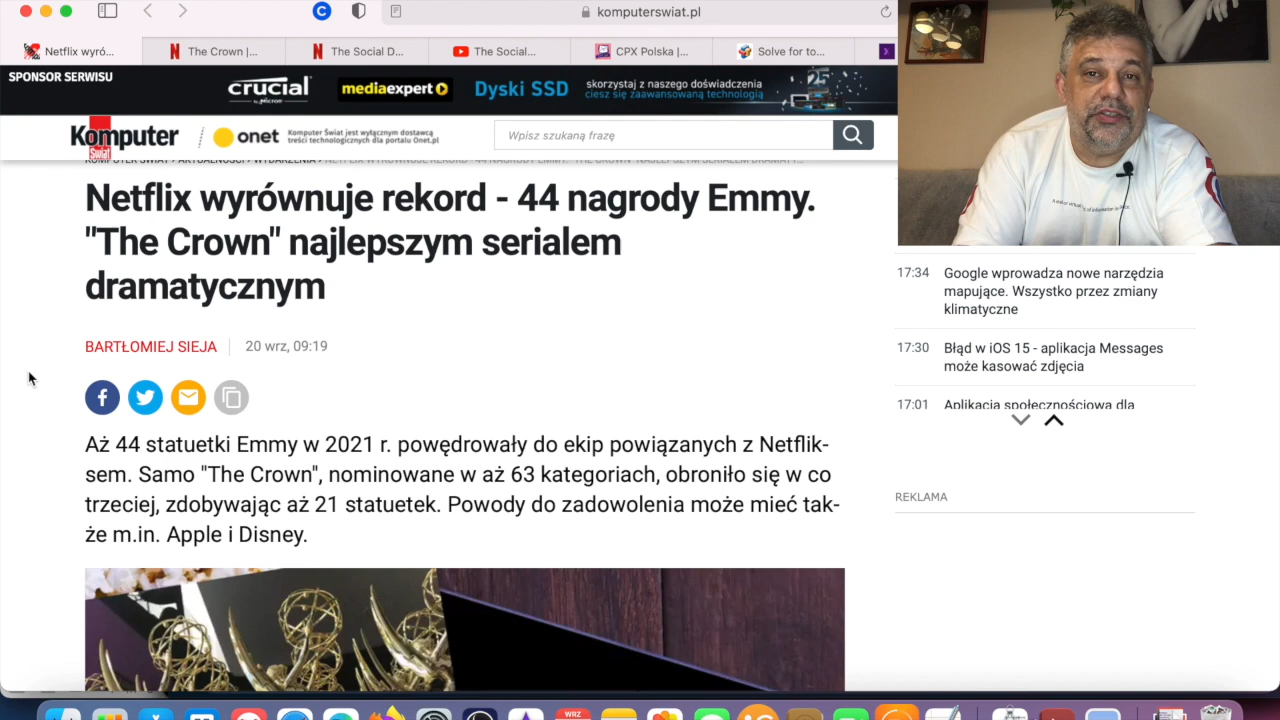 komputerswiat.pl
Netflix wyró...
The Crown |...
The Social D...
The Social...
CPX Polska |...
Solve for to...
SPONSOR SERWISU
crucial
by Micron
mediaexpert
Dyski SSD
skorzystaj z naszego doświadczenia
ciesz się zaawansowaną technologią
25
Komputer
Świat
onet
Komputer Świat jest wyłącznym dostawcą
treści technologicznych dla portalu Onet.pl
Wpisz szukaną frazę
Netflix wyrównuje rekord - 44 nagrody Emmy.
"The Crown" najlepszym serialem
dramatycznym
BARTŁOMIEJ SIEJA
20 wrz, 09:19
Aż 44 statuetki Emmy w 2021 r. powędrowały do ekip powiązanych z Netflik-
sem. Samo "The Crown", nominowane w aż 63 kategoriach, obroniło się w co
trzeciej, zdobywając aż 21 statuetek. Powody do zadowolenia może mieć tak-
że m.in. Apple i Disney.
17:34
Google wprowadza nowe narzędzia
mapujące. Wszystko przez zmiany
klimatyczne
17:30
Błąd w iOS 15 - aplikacja Messages
może kasować zdjęcia
17:01
Aplikacja społecznościowa dla
REKLAMA
WRZ